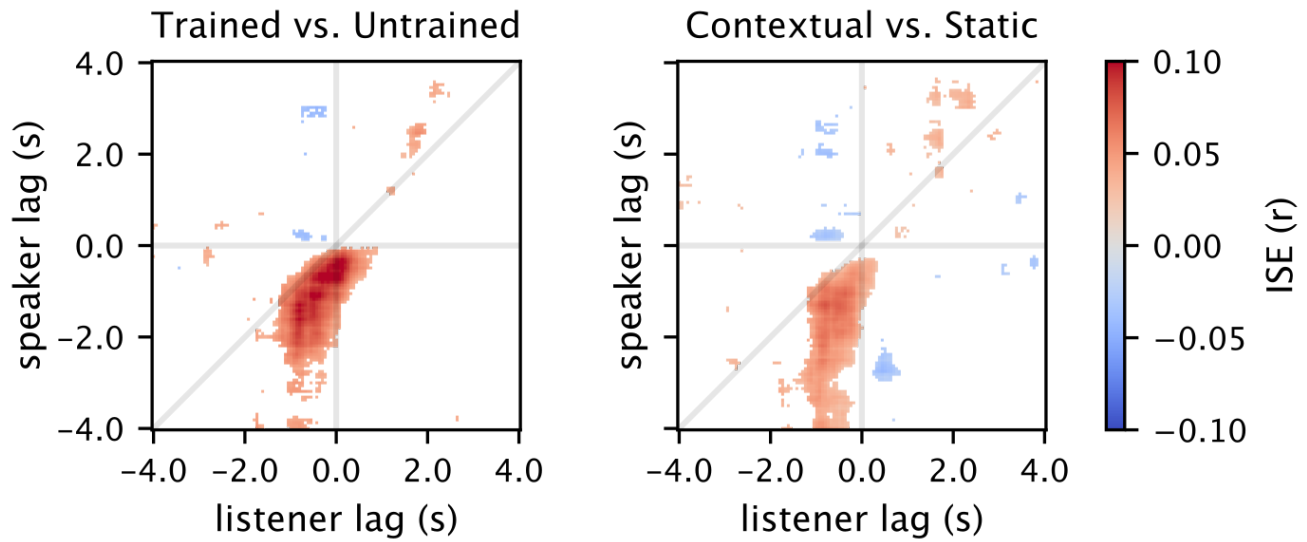 Trained vs. Untrained
Contextual vs. Static
speaker lag (s)
4.0
2.0
0.0
-2.0
-4.0
-4.0 -2.0 0.0 2.0 4.0
listener lag (s)
speaker lag (s)
-4.0 -2.0 0.0 2.0 4.0
listener lag (s)
0.10
0.05
0.00
-0.05
-0.10
ISE (r)